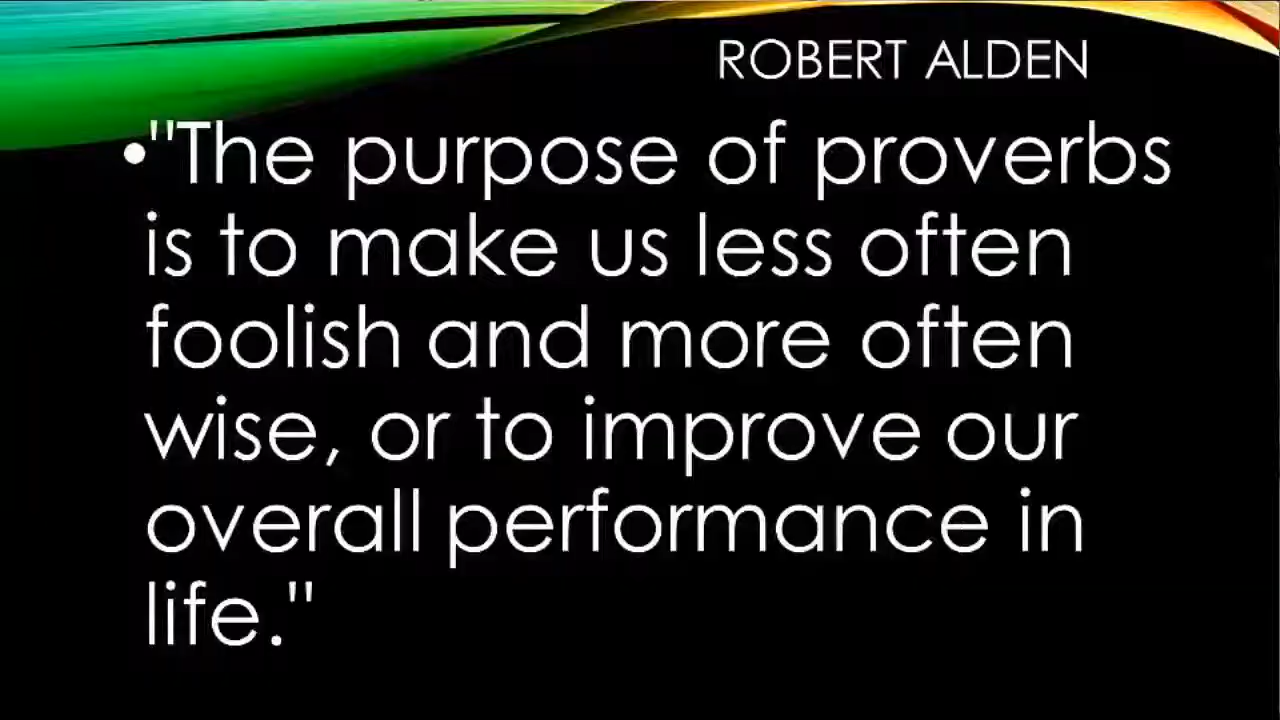 ROBERT ALDEN
•"The purpose of proverbs
is to make us less often
foolish and more often
wise, or to improve our
overall performance in
life."